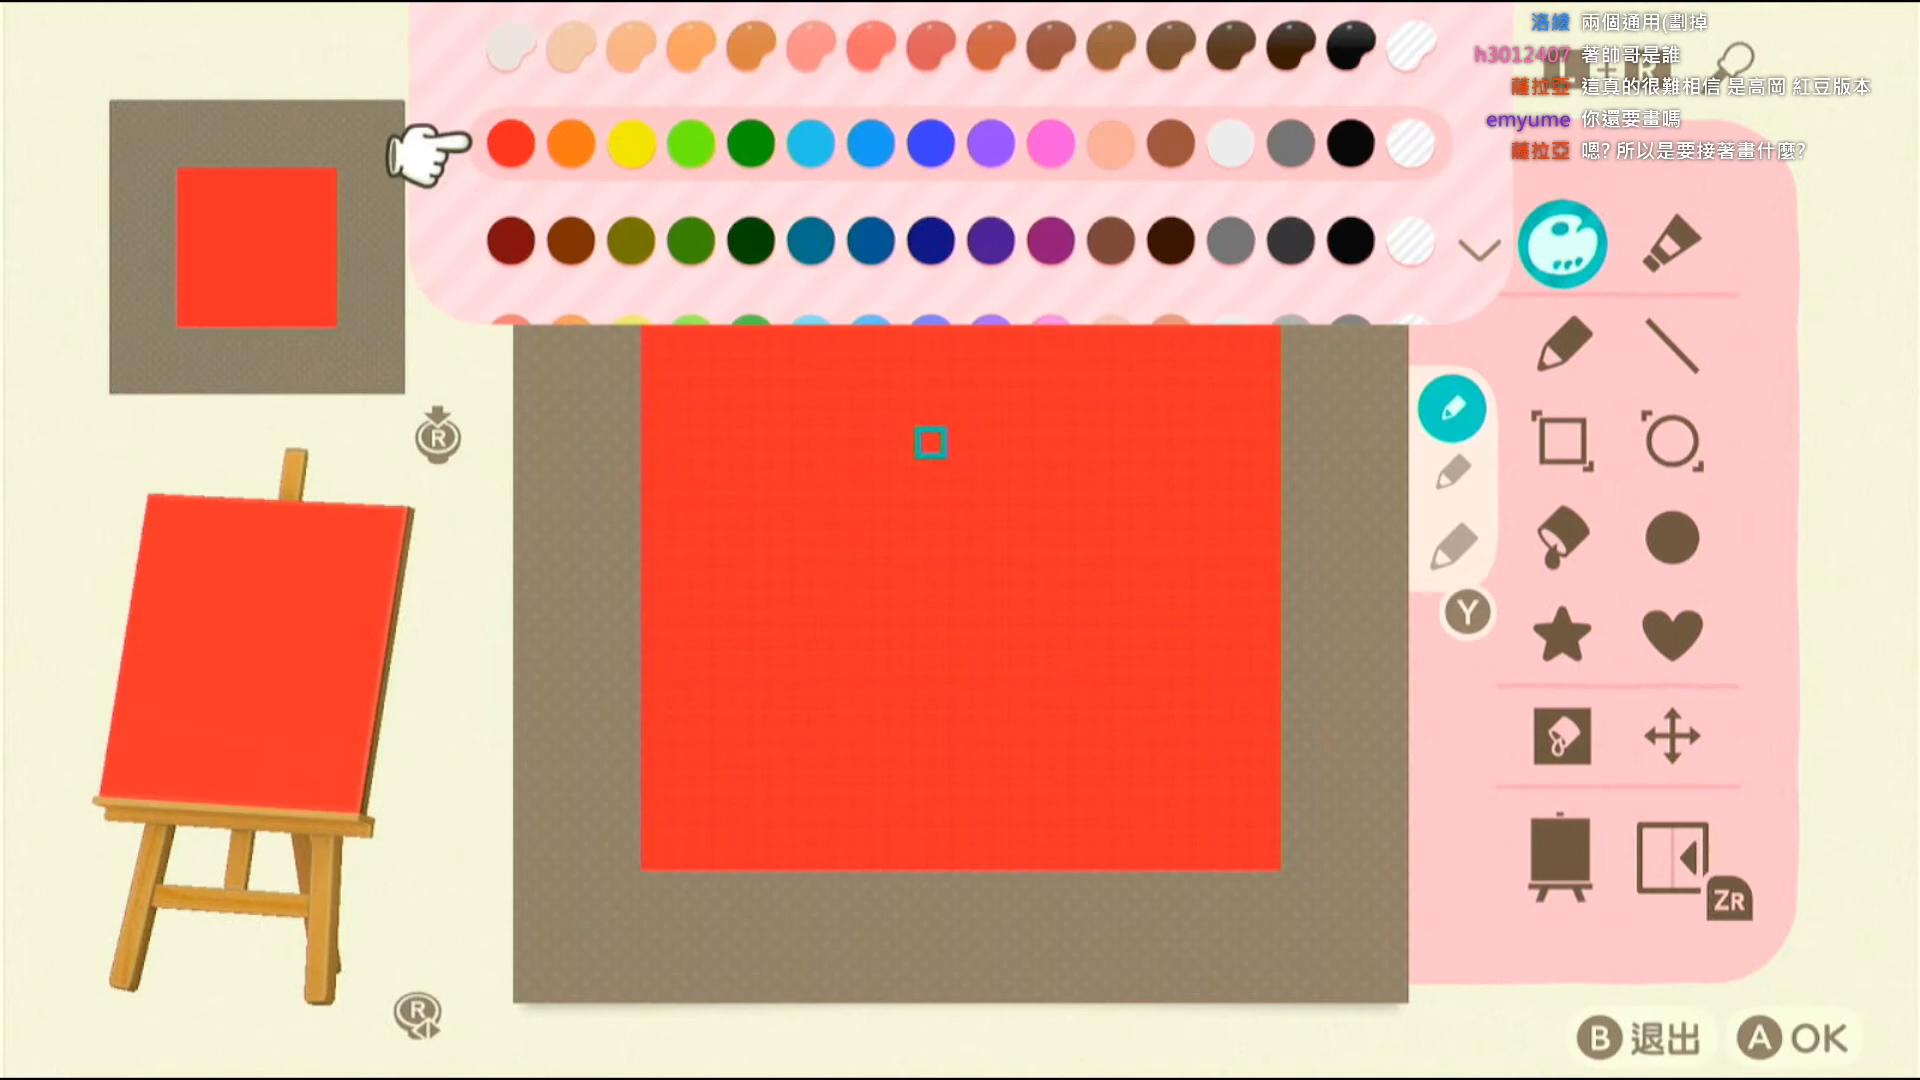 洛綾 兩個通用(劃掉
h3012407 著帥哥是誰
薩拉亞 這真的很難相信 是高岡 紅豆版本
emyume 你還要畫嗎
薩拉亞 嗯? 所以是要接著畫什麼?
+ R
R
Y
ZR
R
B 退出 A OK